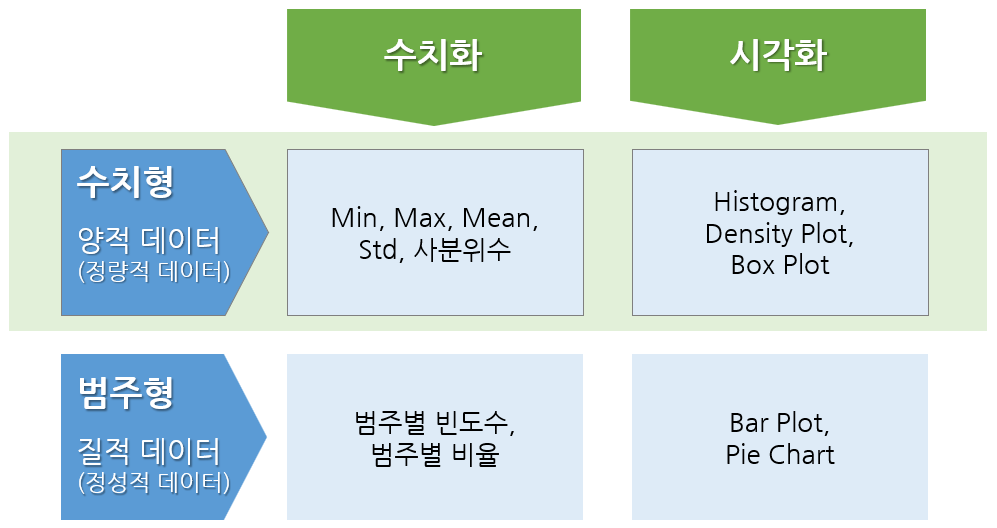 수치화
시각화
수치형
양적 데이터
(정량적 데이터)
Min, Max, Mean,
Std, 사분위수
Histogram,
Density Plot,
Box Plot
범주형
질적 데이터
(정성적 데이터)
범주별 빈도수,
범주별 비율
Bar Plot,
Pie Chart